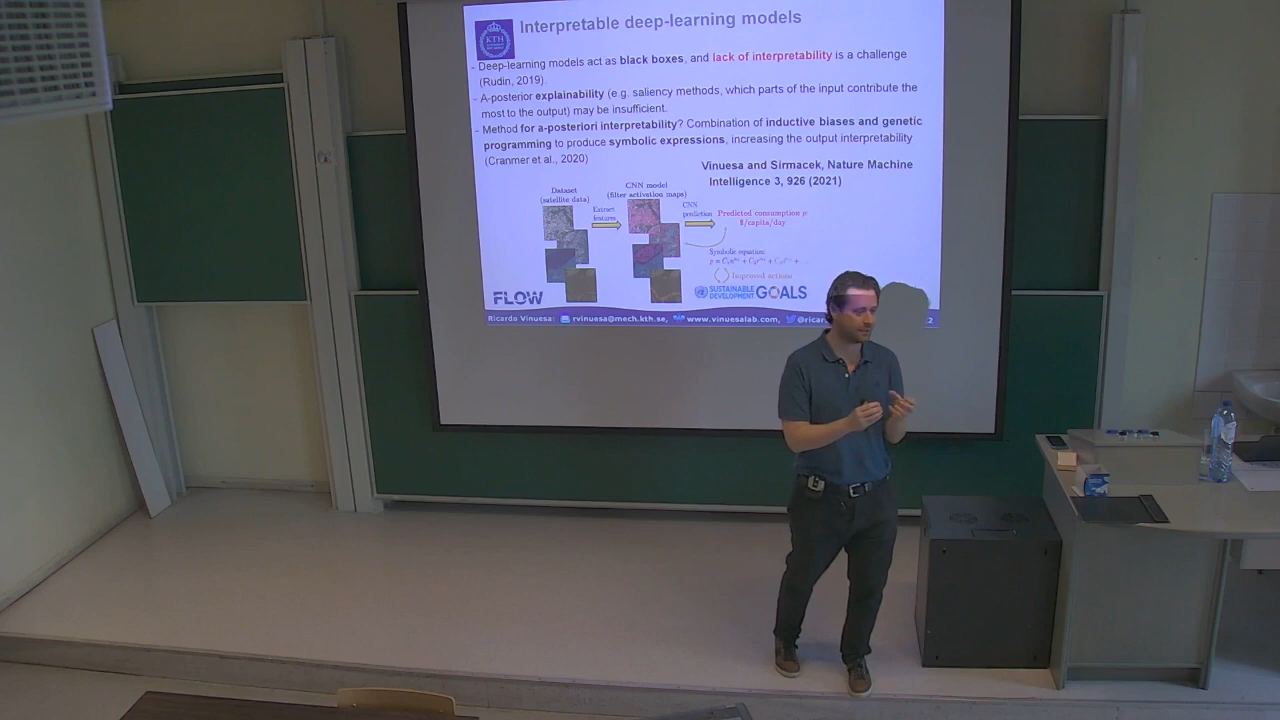 KTH
Interpretable deep-learning models
- Deep-learning models act as black boxes, and lack of interpretability is a challenge
(Rudin, 2019)
- A-posterior explainability (e.g. saliency methods, which parts of the input contribute the
most to the output) may be insufficient.
- Method for a-posteriori interpretability? Combination of inductive biases and genetic
programming to produce symbolic expressions, increasing the output interpretability
(Cranmer et al., 2020)
Vinuesa and Sirmacek, Nature Machine
Intelligence 3, 926 (2021)
Dataset
(satellite data)
Extract
features
CNN model
(filter activation maps)
CNN
prediction
Predicted consumption p:
$/capita/day
Symbolic equation:
Improved actions
FLOW
SUSTAINABLE
DEVELOPMENT
GOALS
Ricardo Vinuesa: rvinuesa@mech.kth.se, www.vinuesalab.com, @ricar